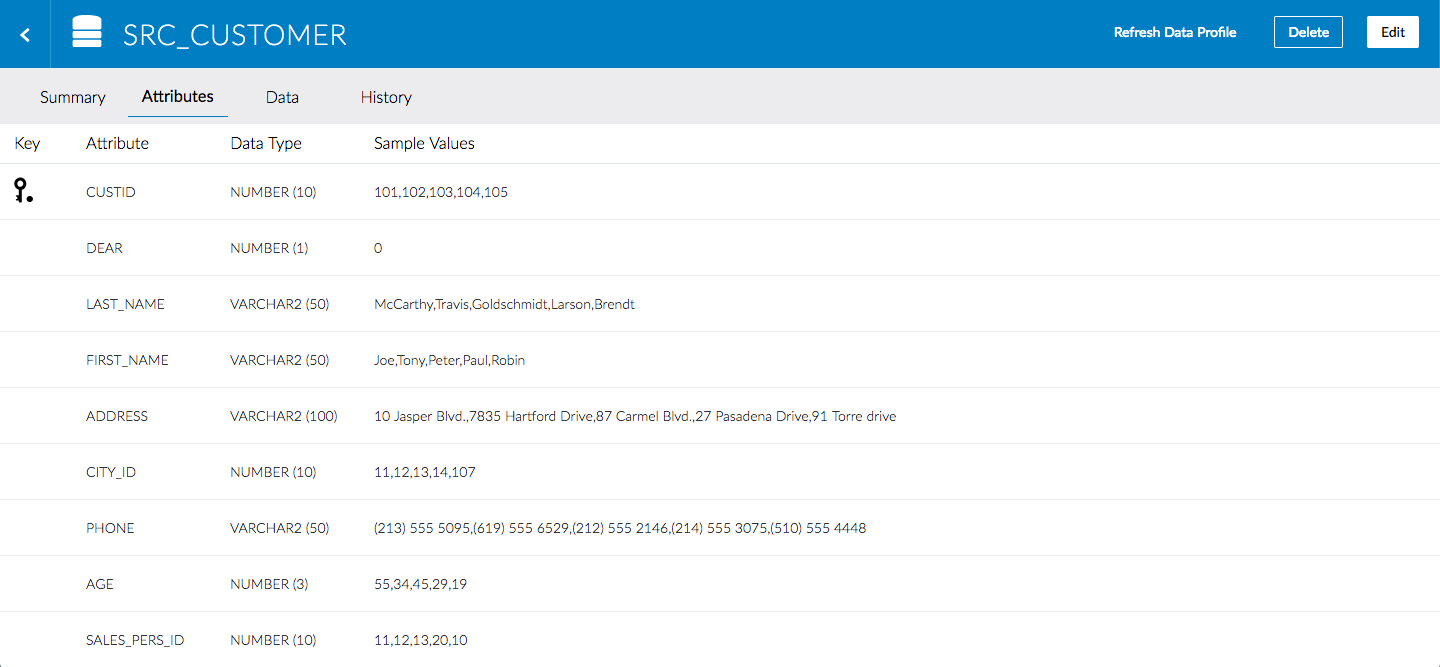 SRC_CUSTOMER Refresh Data Profile Delete Edit
Summary Attributes Data History
Key Attribute Data Type Sample Values
CUSTID NUMBER (10) 101,102,103,104,105
DEAR NUMBER (1) 0
LAST_NAME VARCHAR2 (50) McCarthy,Travis,Goldschmidt,Larson,Brendt
FIRST_NAME VARCHAR2 (50) Joe,Tony,Peter,Paul,Robin
ADDRESS VARCHAR2 (100) 10 Jasper Blvd.,7835 Hartford Drive,87 Carmel Blvd.,27 Pasadena Drive,91 Torre drive
CITY_ID NUMBER (10) 11,12,13,14,107
PHONE VARCHAR2 (50) (213) 555 5095,(619) 555 6529,(212) 555 2146,(214) 555 3075,(510) 555 4448
AGE NUMBER (3) 55,34,45,29,19
SALES_PERS_ID NUMBER (10) 11,12,13,20,10